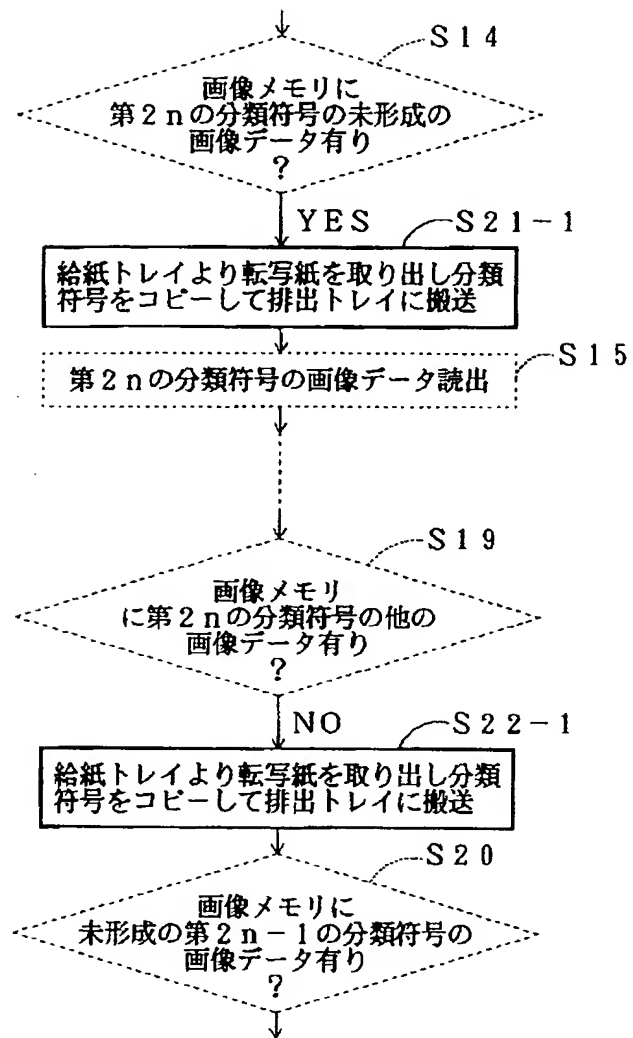 S14
画像メモリに
第2nの分類符号の未形成の
画像データ有り
?
YES
S21-1
給紙トレイより転写紙を取り出し分類
符号をコピーして排出トレイに搬送
S15
第2nの分類符号の画像データ読出
S19
画像メモリ
に第2nの分類符号の他の
画像データ有り
?
NO
S22-1
給紙トレイより転写紙を取り出し分類
符号をコピーして排出トレイに搬送
S20
画像メモリに
未形成の第2n-1の分類符号の
画像データ有り
?